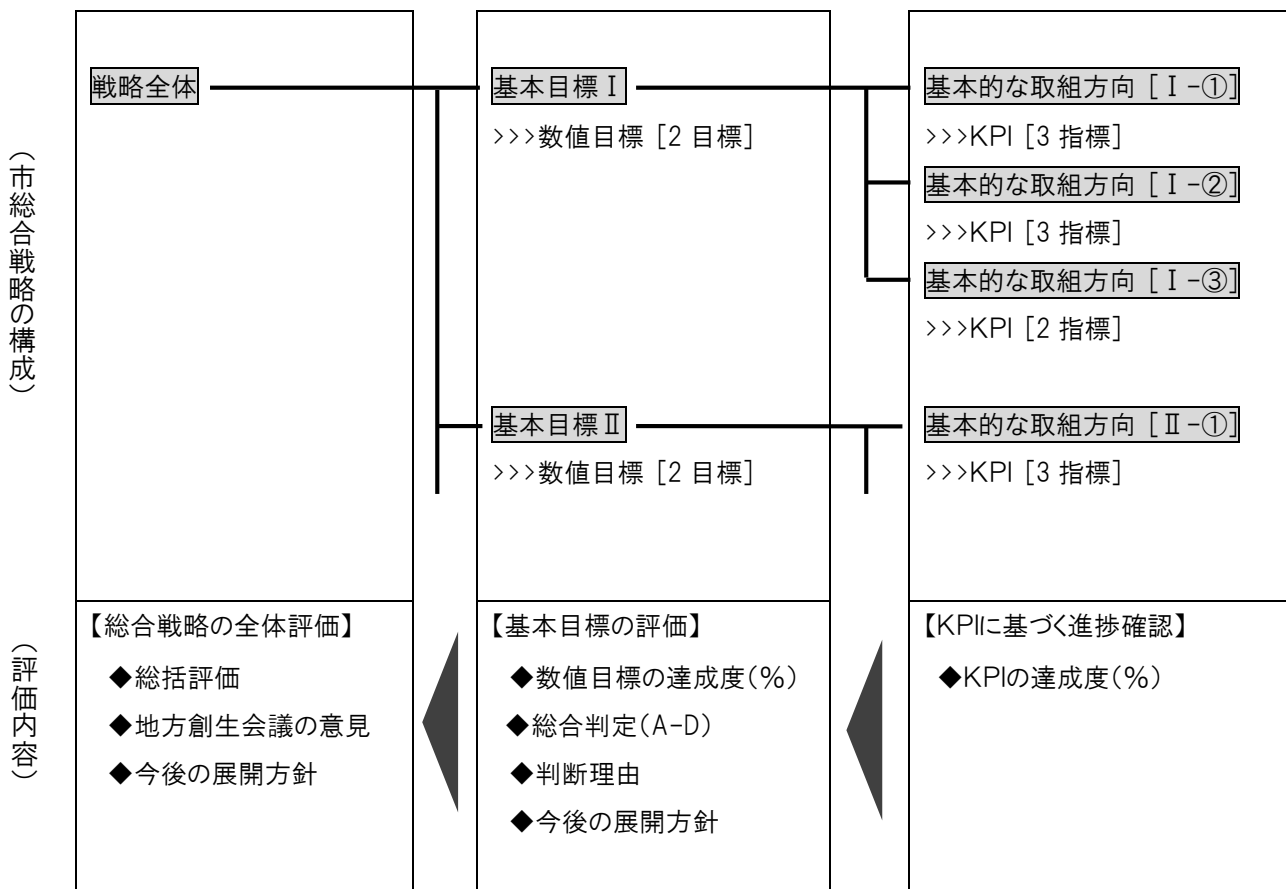 (市総合戦略の構成)
戦略全体
基本目標Ⅰ
>>>数値目標 [2 目標]
基本目標Ⅱ
>>>数値目標 [2 目標]
基本的な取組方向 [Ⅰ-①]
>>>KPI [3 指標]
基本的な取組方向 [Ⅰ-②]
>>>KPI [3 指標]
基本的な取組方向 [Ⅰ-③]
>>>KPI [2 指標]
基本的な取組方向 [Ⅱ-①]
>>>KPI [3 指標]
(評価内容)
【総合戦略の全体評価】
◆総括評価
◆地方創生会議の意見
◆今後の展開方針
【基本目標の評価】
◆数値目標の達成度(%)
◆総合判定(A-D)
◆判断理由
◆今後の展開方針
【KPIに基づく進捗確認】
◆KPIの達成度(%)